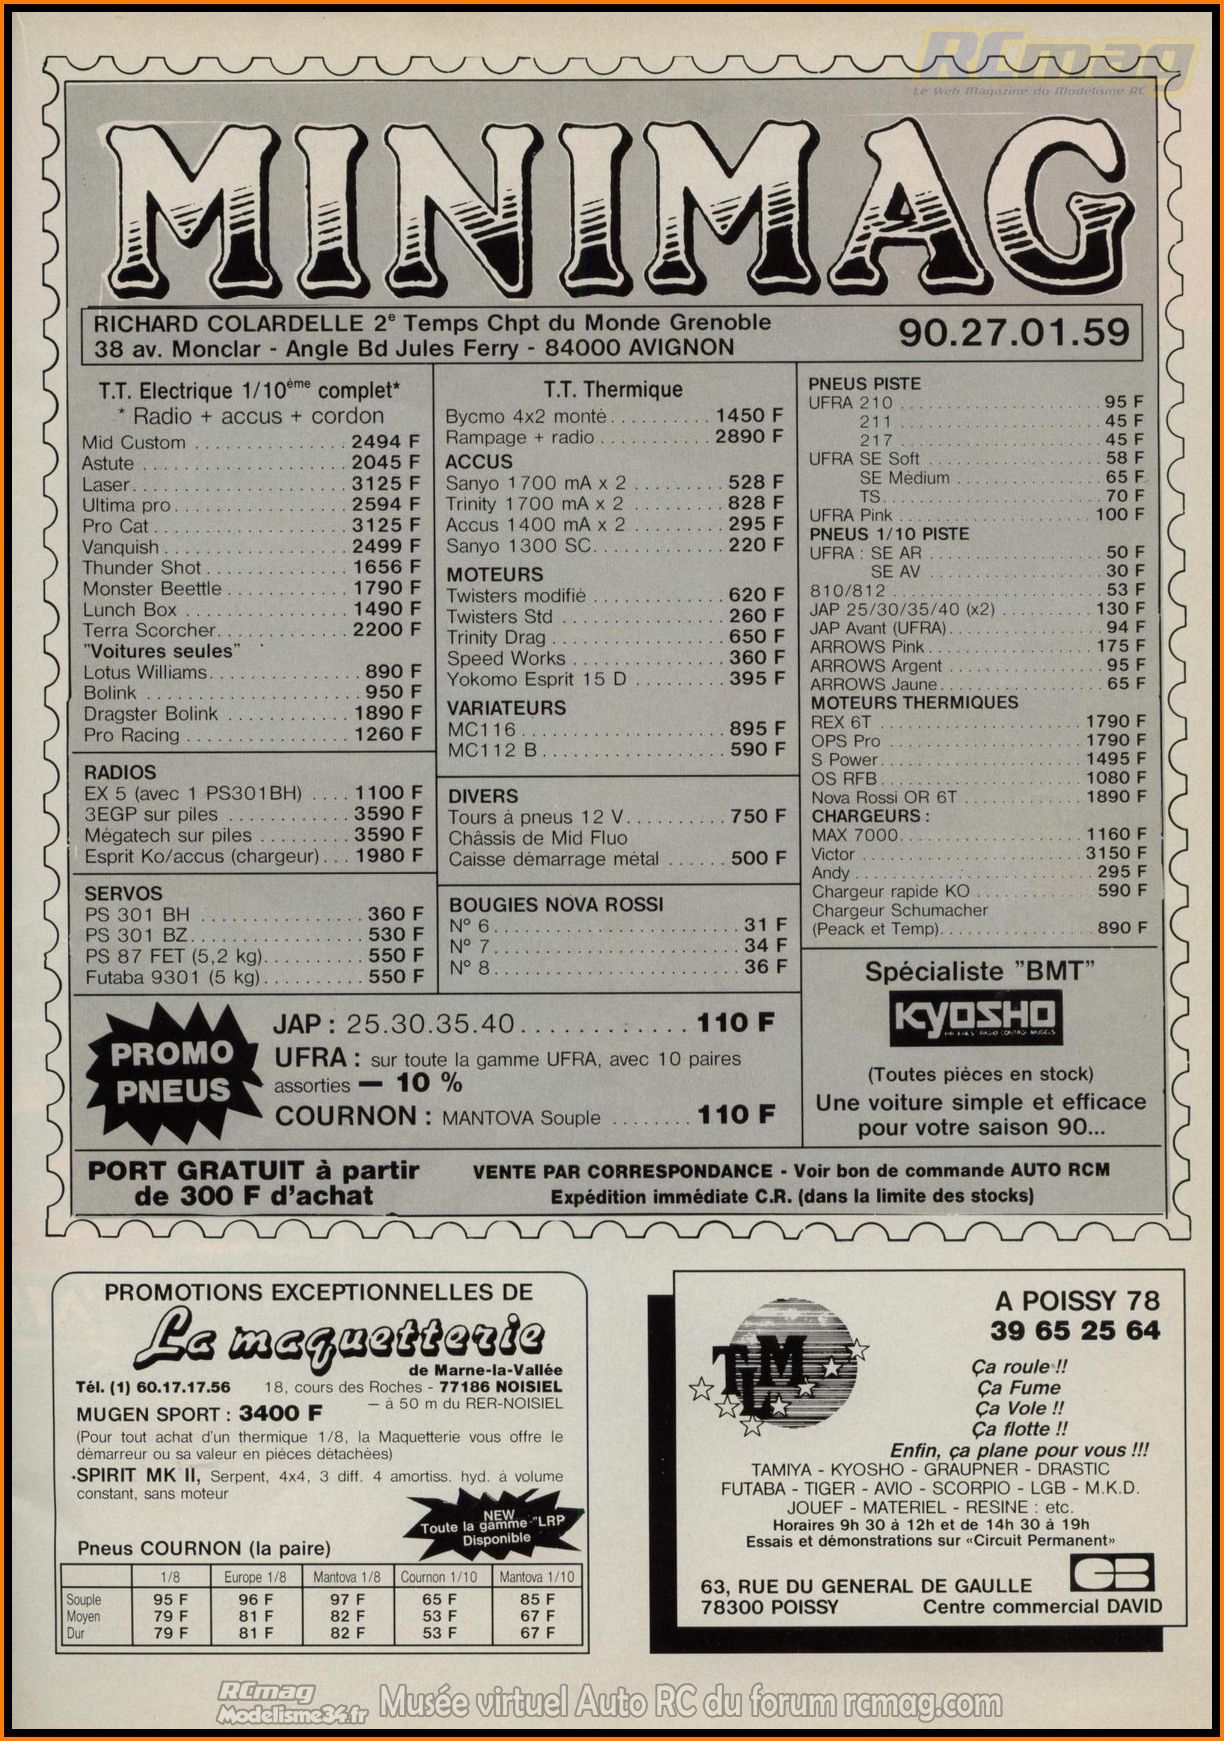 RCmag
Le Web Magazine du Modélisme RC
MINIMAG
RICHARD COLARDELLE 2e Temps Chpt du Monde Grenoble
38 av. Monclar - Angle Bd Jules Ferry - 84000 AVIGNON
90.27.01.59
T.T. Electrique 1/10ème complet*
* Radio + accus + cordon
Mid Custom 2494 F
Astute 2045 F
Laser 3125 F
Ultima pro 2594 F
Pro Cat 3125 F
Vanquish 2499 F
Thunder Shot 1656 F
Monster Beettle 1790 F
Lunch Box 1490 F
Terra Scorcher 2200 F
"Voitures seules"
Lotus Williams 890 F
Bolink 950 F
Dragster Bolink 1890 F
Pro Racing 1260 F
RADIOS
EX 5 (avec 1 PS301BH) 1100 F
3EGP sur piles 3590 F
Mégatech sur piles 3590 F
Esprit Ko/accus (chargeur) 1980 F
SERVOS
PS 301 BH 360 F
PS 301 BZ 530 F
PS 87 FET (5,2 kg) 550 F
Futaba 9301 (5 kg) 550 F
T.T. Thermique
Bycmo 4x2 monté 1450 F
Rampage + radio 2890 F
ACCUS
Sanyo 1700 mA x 2 528 F
Trinity 1700 mA x 2 828 F
Accus 1400 mA x 2 295 F
Sanyo 1300 SC 220 F
MOTEURS
Twisters modifié 620 F
Twisters Std 260 F
Trinity Drag 650 F
Speed Works 360 F
Yokomo Esprit 15 D 395 F
VARIATEURS
MC116 895 F
MC112 B 590 F
DIVERS
Tours à pneus 12 V 750 F
Châssis de Mid Fluo
Caisse démarrage métal 500 F
BOUGIES NOVA ROSSI
N° 6 31 F
N° 7 34 F
N° 8 36 F
PNEUS PISTE
UFRA 210 95 F
211 45 F
217 45 F
UFRA SE Soft 58 F
SE Médium 65 F
TS 70 F
UFRA Pink 100 F
PNEUS 1/10 PISTE
UFRA : SE AR 50 F
SE AV 30 F
810/812 53 F
JAP 25/30/35/40 (x2) 130 F
JAP Avant (UFRA) 94 F
ARROWS Pink 175 F
ARROWS Argent 95 F
ARROWS Jaune 65 F
MOTEURS THERMIQUES
REX 6T 1790 F
OPS Pro 1790 F
S Power 1495 F
OS RFB 1080 F
Nova Rossi OR 6T 1890 F
CHARGEURS :
MAX 7000 1160 F
Victor 3150 F
Andy 295 F
Chargeur rapide KO 590 F
Chargeur Schumacher
(Peack et Temp) 890 F
PROMO
PNEUS
JAP : 25.30.35.40 110 F
UFRA : sur toute la gamme UFRA, avec 10 paires
assorties — 10 %
COURNON : MANTOVA Souple 110 F
Spécialiste "BMT"
KYOSHO
(Toutes pièces en stock)
Une voiture simple et efficace
pour votre saison 90...
PORT GRATUIT à partir
de 300 F d'achat
VENTE PAR CORRESPONDANCE - Voir bon de commande AUTO RCM
Expédition immédiate C.R. (dans la limite des stocks)
PROMOTIONS EXCEPTIONNELLES DE
La maquetterie
de Marne-la-Vallée
Tél. (1) 60.17.17.56 18, cours des Roches - 77186 NOISIEL
— à 50 m du RER-NOISIEL
MUGEN SPORT : 3400 F
(Pour tout achat d'un thermique 1/8, la Maquetterie vous offre le
démarreur ou sa valeur en pièces détachées)
SPIRIT MK II, Serpent, 4x4, 3 diff. 4 amortiss. hyd. à volume
constant, sans moteur
NEW
Toute la gamme "LRP
Disponible
Pneus COURNON (la paire)
1/8 Europe 1/8 Mantova 1/8 Cournon 1/10 Mantova 1/10
Souple 95 F 96 F 97 F 65 F 85 F
Moyen 79 F 81 F 82 F 53 F 67 F
Dur 79 F 81 F 82 F 53 F 67 F
TLM
A POISSY 78
39 65 25 64
Ça roule !!
Ça Fume
Ça Vole !!
Ça flotte !!
Enfin, ça plane pour vous !!!
TAMIYA - KYOSHO - GRAUPNER - DRASTIC
FUTABA - TIGER - AVIO - SCORPIO - LGB - M.K.D.
JOUEF - MATERIEL - RESINE : etc.
Horaires 9h 30 à 12h et de 14h 30 à 19h
Essais et démonstrations sur «Circuit Permanent»
CB
63, RUE DU GENERAL DE GAULLE
78300 POISSY Centre commercial DAVID
RCmag
Modelisme34.fr
Musée virtuel Auto RC du forum rcmag.com